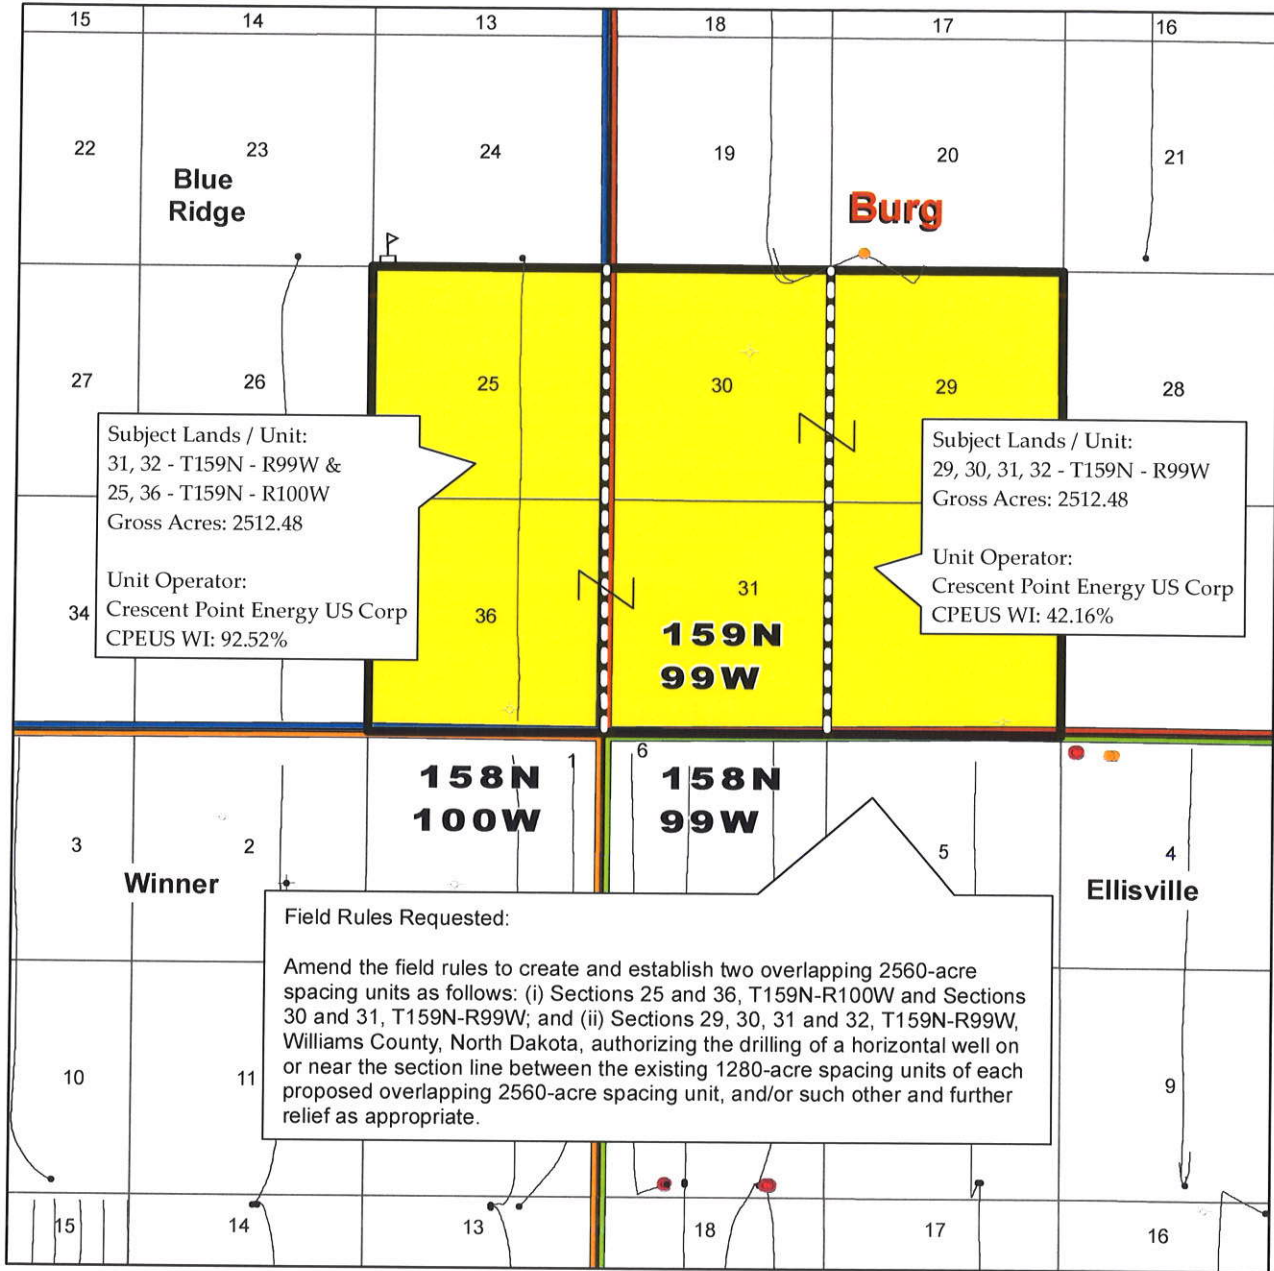 15 14 13 18 17 16
22 23 24 19 20 21
Blue
Ridge
Burg
27 26 25 30 29 28
Subject Lands / Unit:
31, 32 - T159N - R99W &
25, 36 - T159N - R100W
Gross Acres: 2512.48
Unit Operator:
Crescent Point Energy US Corp
CPEUS WI: 92.52%
Subject Lands / Unit:
29, 30, 31, 32 - T159N - R99W
Gross Acres: 2512.48
Unit Operator:
Crescent Point Energy US Corp
CPEUS WI: 42.16%
34 36 31
159N
99W
1 6
158N
100W
158N
99W
3 2 5 4
Winner
Ellisville
Field Rules Requested:
Amend the field rules to create and establish two overlapping 2560-acre
spacing units as follows: (i) Sections 25 and 36, T159N-R100W and Sections
30 and 31, T159N-R99W; and (ii) Sections 29, 30, 31 and 32, T159N-R99W,
Williams County, North Dakota, authorizing the drilling of a horizontal well on
or near the section line between the existing 1280-acre spacing units of each
proposed overlapping 2560-acre spacing unit, and/or such other and further
relief as appropriate.
10 11 9
15 14 13 18 17 16